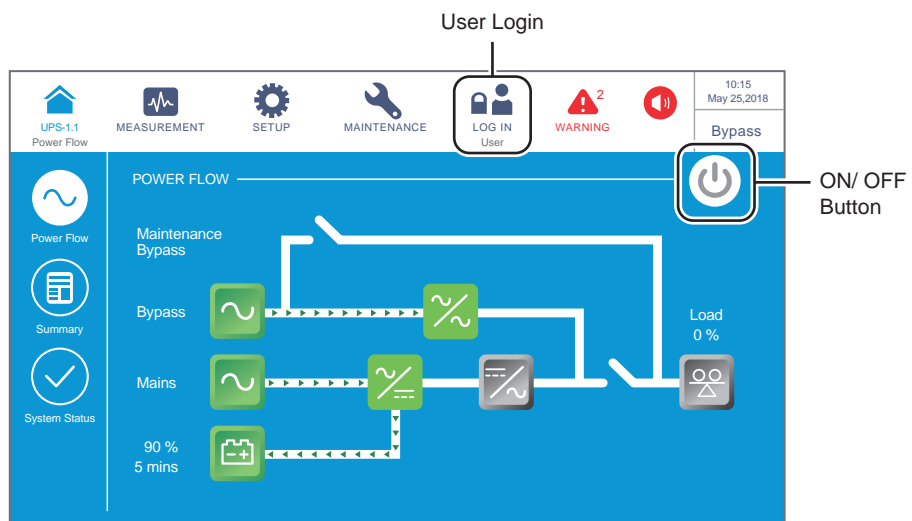 User Login
10:15
May 25,2018
UPS-1.1
Power Flow
MEASUREMENT
SETUP
MAINTENANCE
LOG IN
User
WARNING
2
Bypass
POWER FLOW
ON/ OFF
Button
Power Flow
Maintenance
Bypass
Bypass
Load
0 %
Summary
Mains
System Status
90 %
5 mins